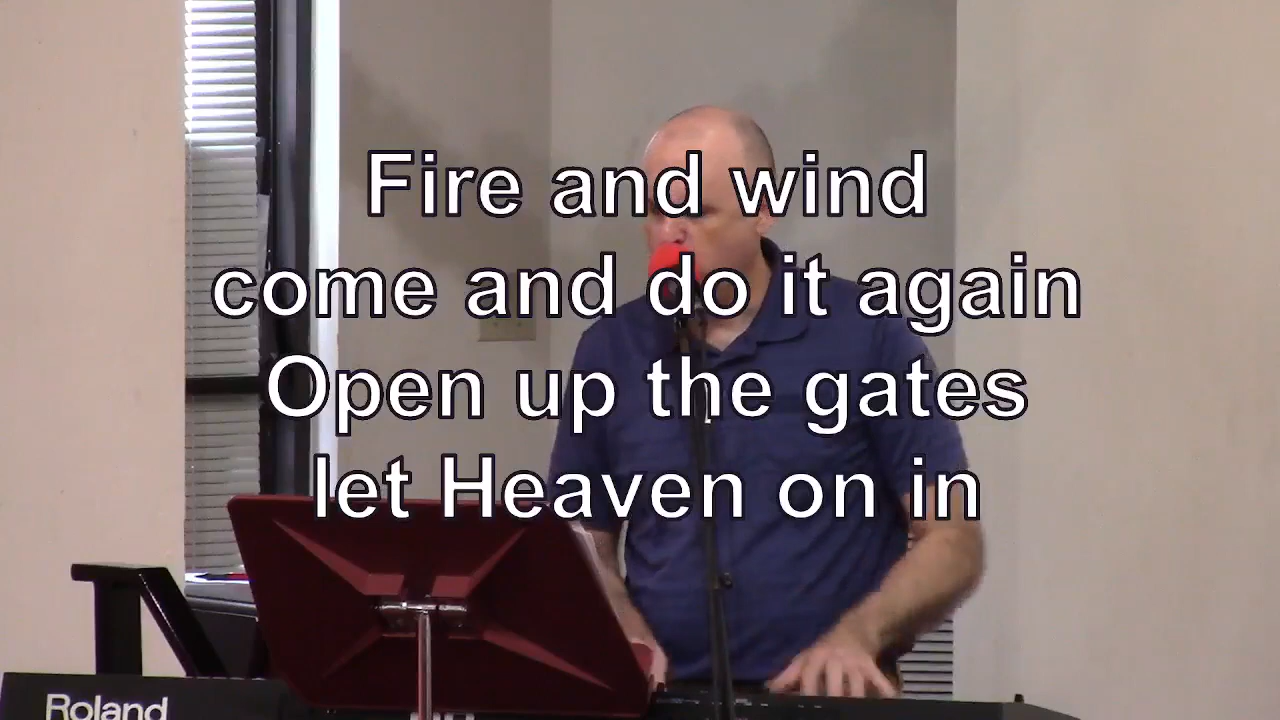 Fire and wind
come and do it again
Open up the gates
let Heaven on in
Roland